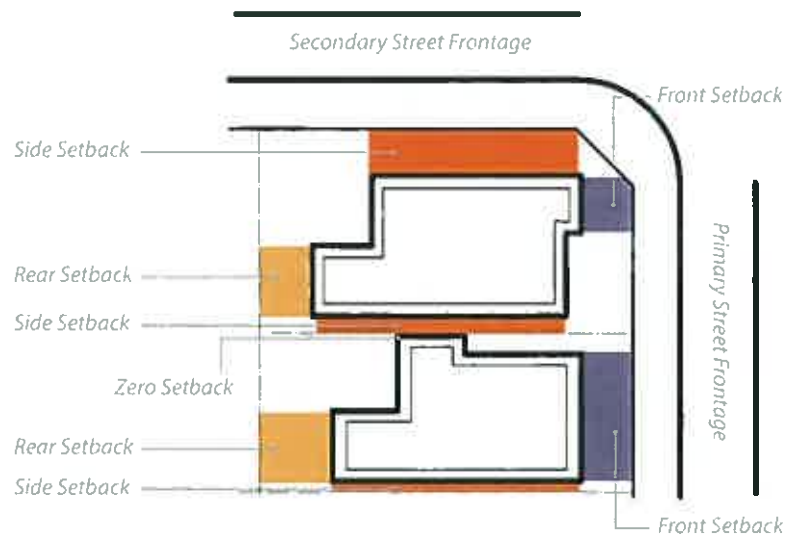 Secondary Street Frontage
Front Setback
Side Setback
Primary Street Frontage
Rear Setback
Side Setback
Zero Setback
Rear Setback
Side Setback
Front Setback